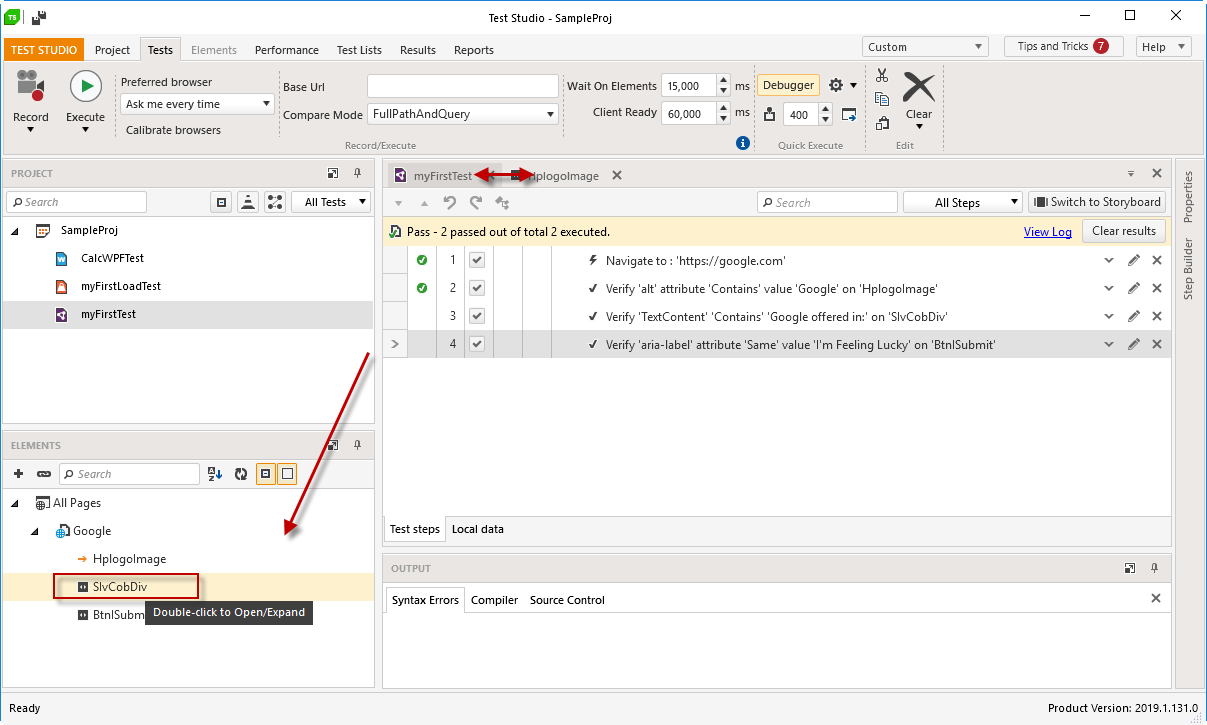 TS
Test Studio - SampleProj
TEST STUDIO Project Tests Elements Performance Test Lists Results Reports Custom Tips and Tricks 7 Help
Record
Execute
Preferred browser
Ask me every time
Calibrate browsers
Base Url
Compare Mode FullPathAndQuery
Wait On Elements 15,000 ms
Client Ready 60,000 ms
Record/Execute
Debugger
400
Quick Execute
Clear
Edit
PROJECT
Search All Tests
SampleProj
CalcWPFTest
myFirstLoadTest
myFirstTest
ELEMENTS
Search
All Pages
Google
HplogoImage
SlvCobDiv
BtnISubm
Double-click to Open/Expand
myFirstTest HplogoImage
Search All Steps Switch to Storyboard
Pass - 2 passed out of total 2 executed. View Log Clear results
1 Navigate to : 'https://google.com'
2 Verify 'alt' attribute 'Contains' value 'Google' on 'HplogoImage'
3 Verify 'TextContent' 'Contains' 'Google offered in:' on 'SlvCobDiv'
4 Verify 'aria-label' attribute 'Same' value 'I'm Feeling Lucky' on 'BtnISubmit'
Test steps Local data
OUTPUT
Syntax Errors Compiler Source Control
Properties
Step Builder
Ready
Product Version: 2019.1.131.0